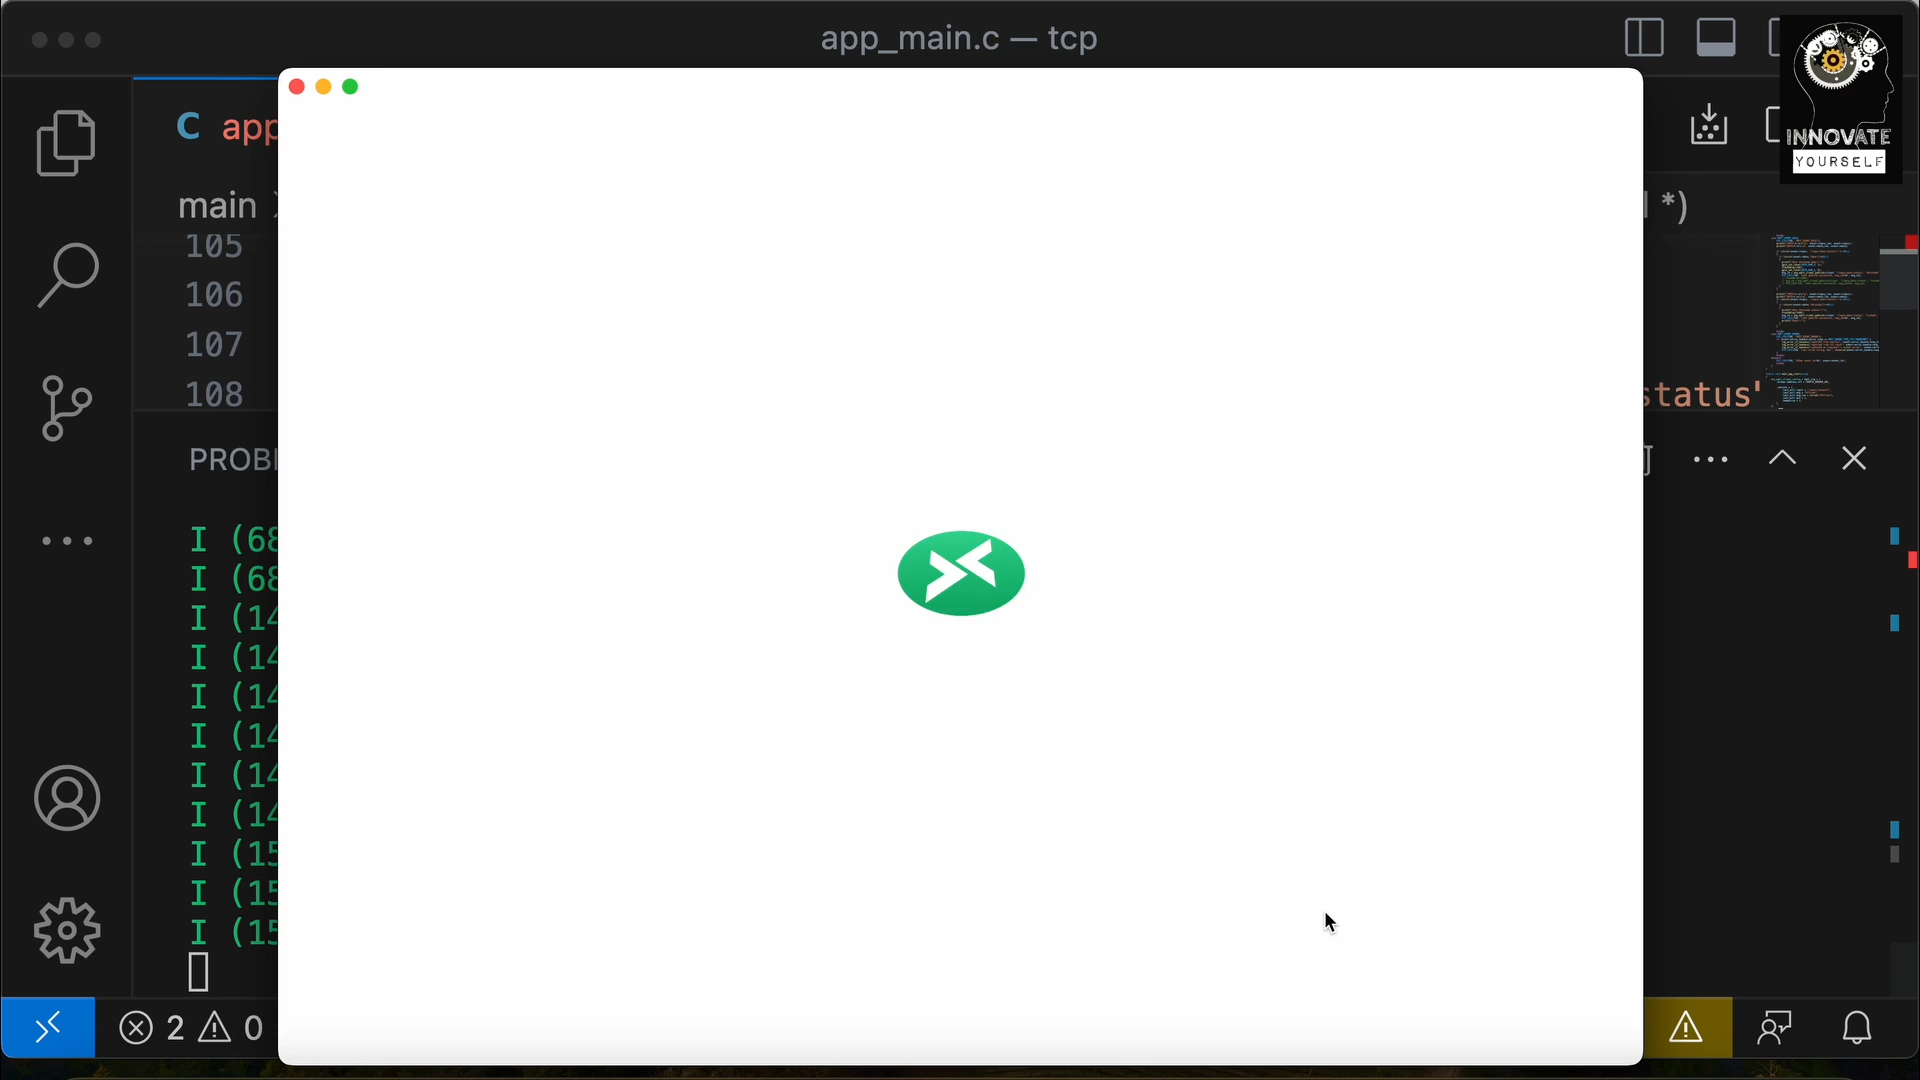 app_main.c — tcp
INNOVATE
YOURSELF
C app
main
*)
105
106
107
108
status'
PROB
I (68
I (68
I (14
I (14
I (14
I (14
I (14
I (14
I (15
I (15
I (15
2
0